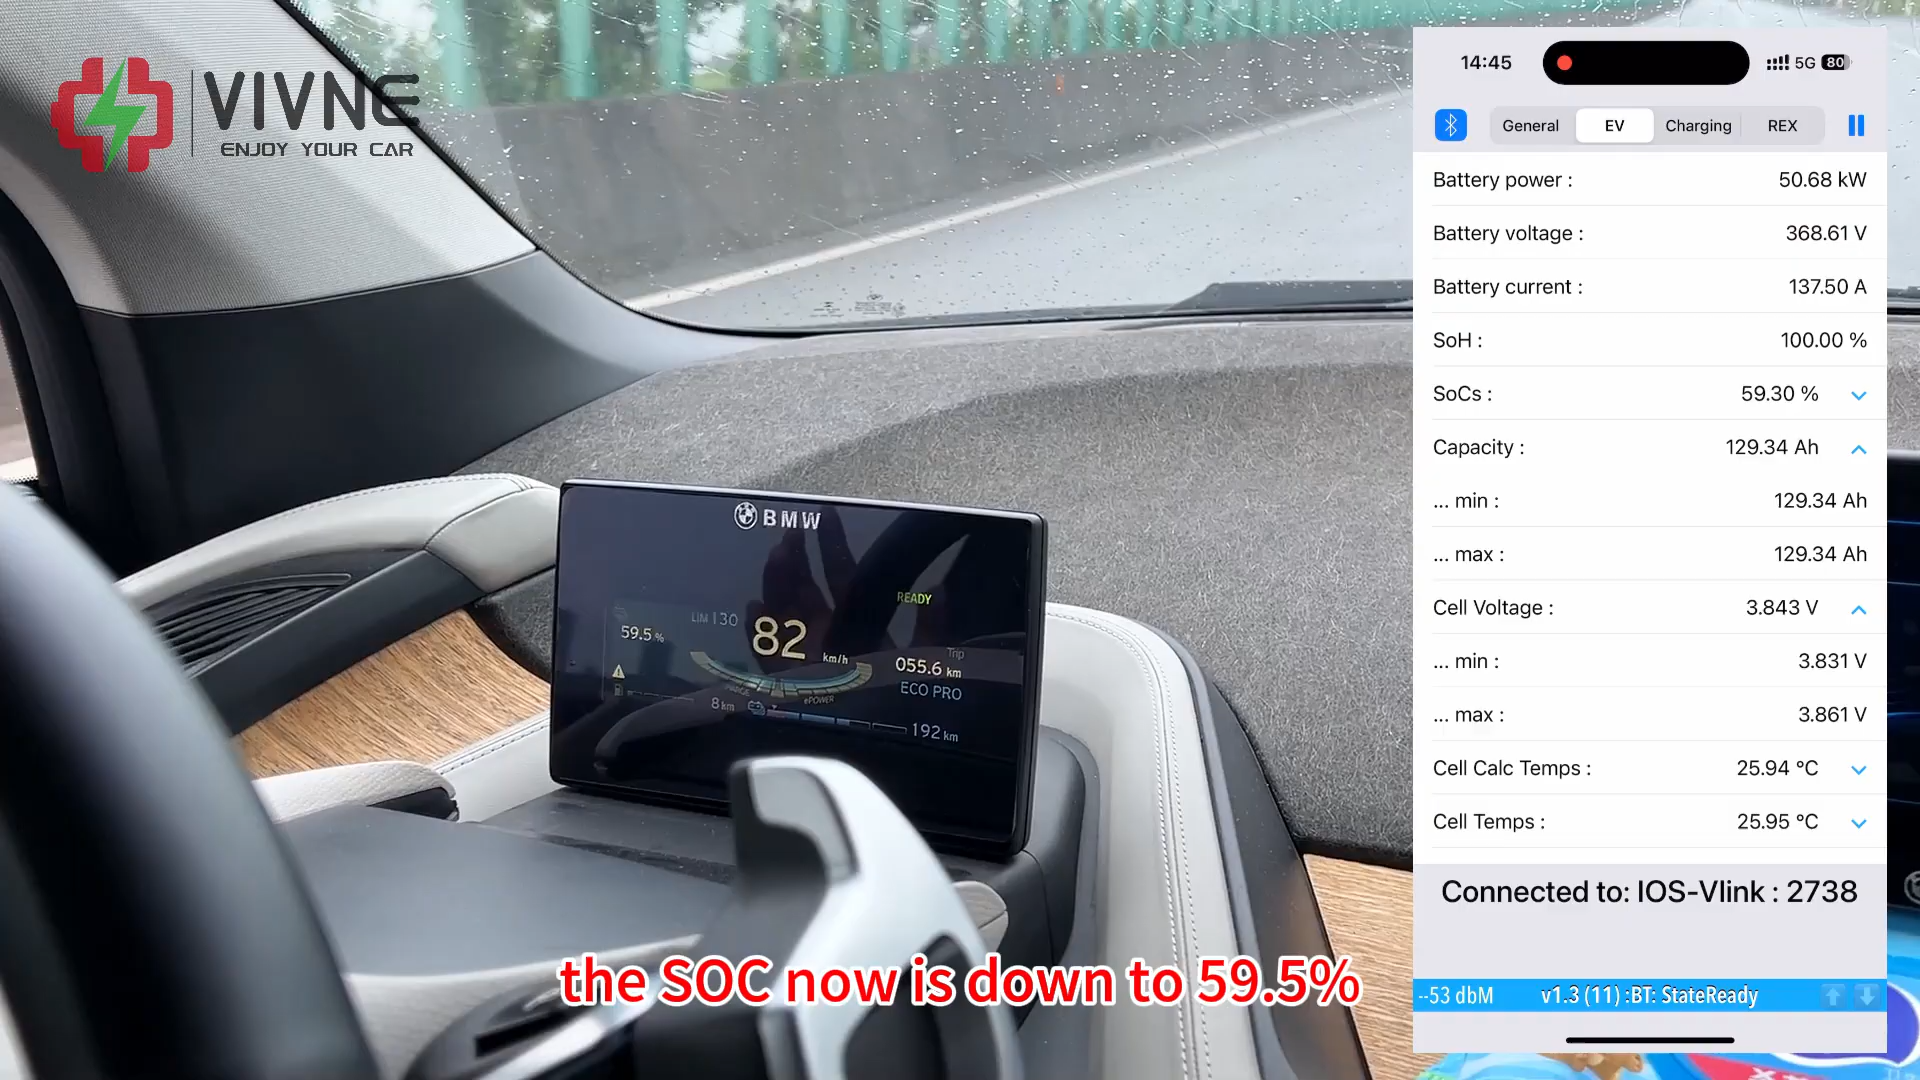 VIVNE
ENJOY YOUR CAR
BMW
READY
LIM 130
82
km/h
59.5 %
Trip
055.6 km
ECO PRO
CHARGE
ePOWER
8 km
192 km
the SOC now is down to 59.5%
14:45
5G 80
General EV Charging REX
Battery power : 50.68 kW
Battery voltage : 368.61 V
Battery current : 137.50 A
SoH : 100.00 %
SoCs : 59.30 %
Capacity : 129.34 Ah
... min : 129.34 Ah
... max : 129.34 Ah
Cell Voltage : 3.843 V
... min : 3.831 V
... max : 3.861 V
Cell Calc Temps : 25.94 °C
Cell Temps : 25.95 °C
Connected to: IOS-Vlink : 2738
--53 dbM v1.3 (11) :BT: StateReady